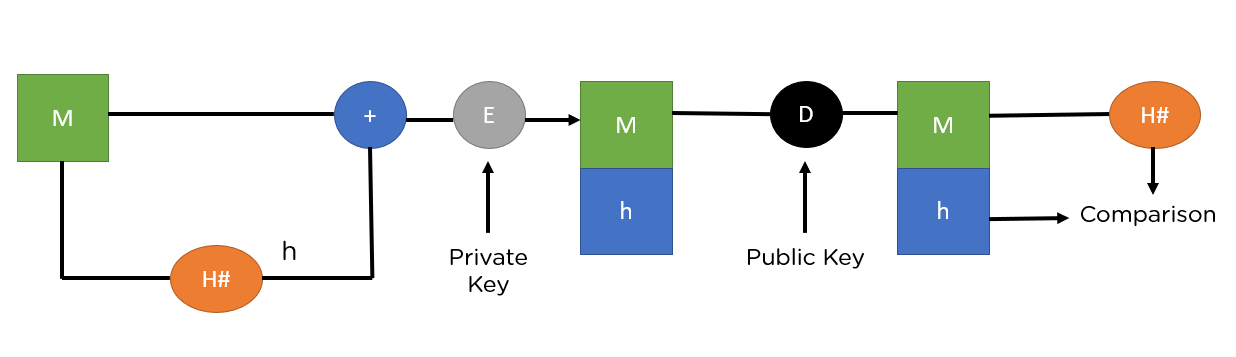 M
+
E
M
D
M
H#
h
h
h
Comparison
Private
Key
Public Key
H#